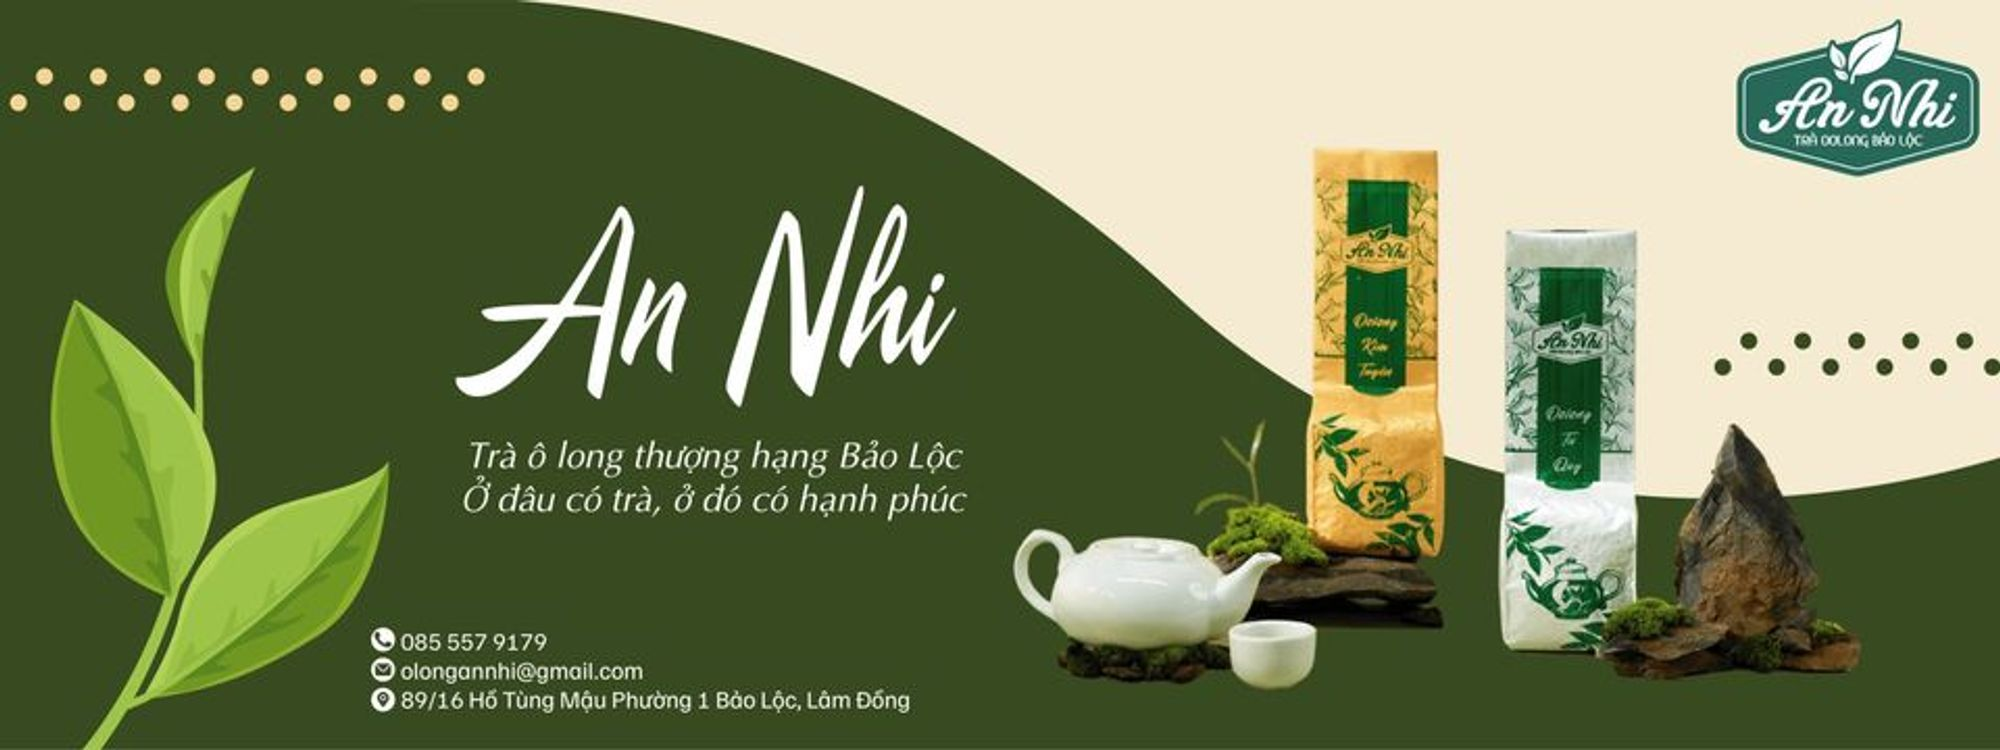 An Nhi
TRÀ OOLONG BẢO LỘC
An Nhi
Trà ô long thượng hạng Bảo Lộc
Ở đâu có trà, ở đó có hạnh phúc
085 557 9179
olongannhi@gmail.com
89/16 Hồ Tùng Mậu Phường 1 Bảo Lộc, Lâm Đồng
An Nhi
Oolong
Kim
Tuyên
An Nhi
Oolong
Tứ
Quý